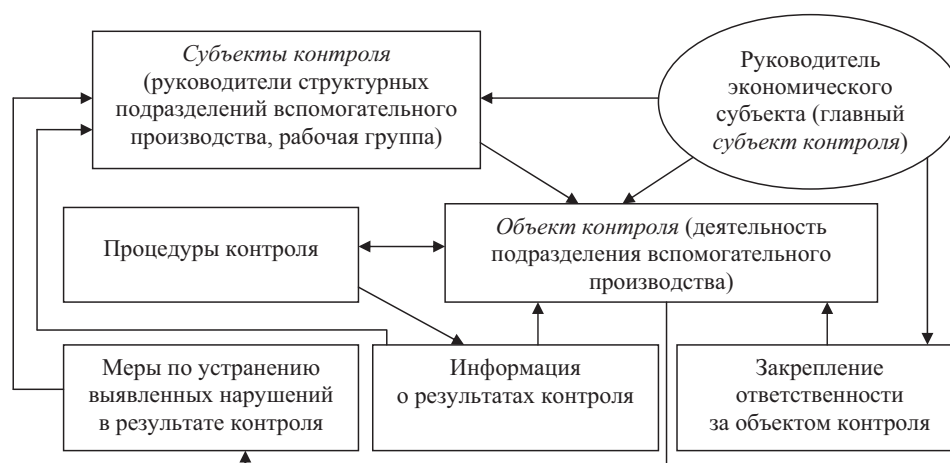 Субъекты контроля
(руководители структурных
подразделений вспомогательного
производства, рабочая группа)
Руководитель
экономического
субъекта (главный
субъект контроля)
Процедуры контроля
Объект контроля (деятельность
подразделения вспомогательного
производства)
Меры по устранению
выявленных нарушений
в результате контроля
Информация
о результатах контроля
Закрепление
ответственности
за объектом контроля